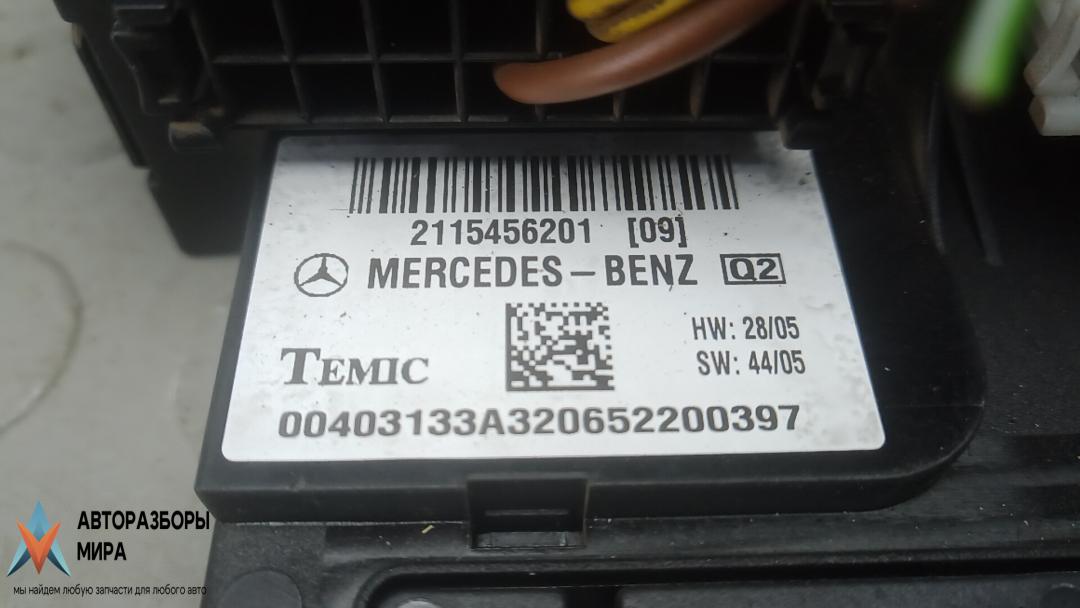 2115456201 [09]
MERCEDES-BENZ Q2
HW: 28/05
SW: 44/05
TEMIC
00403133A320652200397
АВТОРАЗБОРЫ
МИРА
мы найдем любую запчасти для любого авто